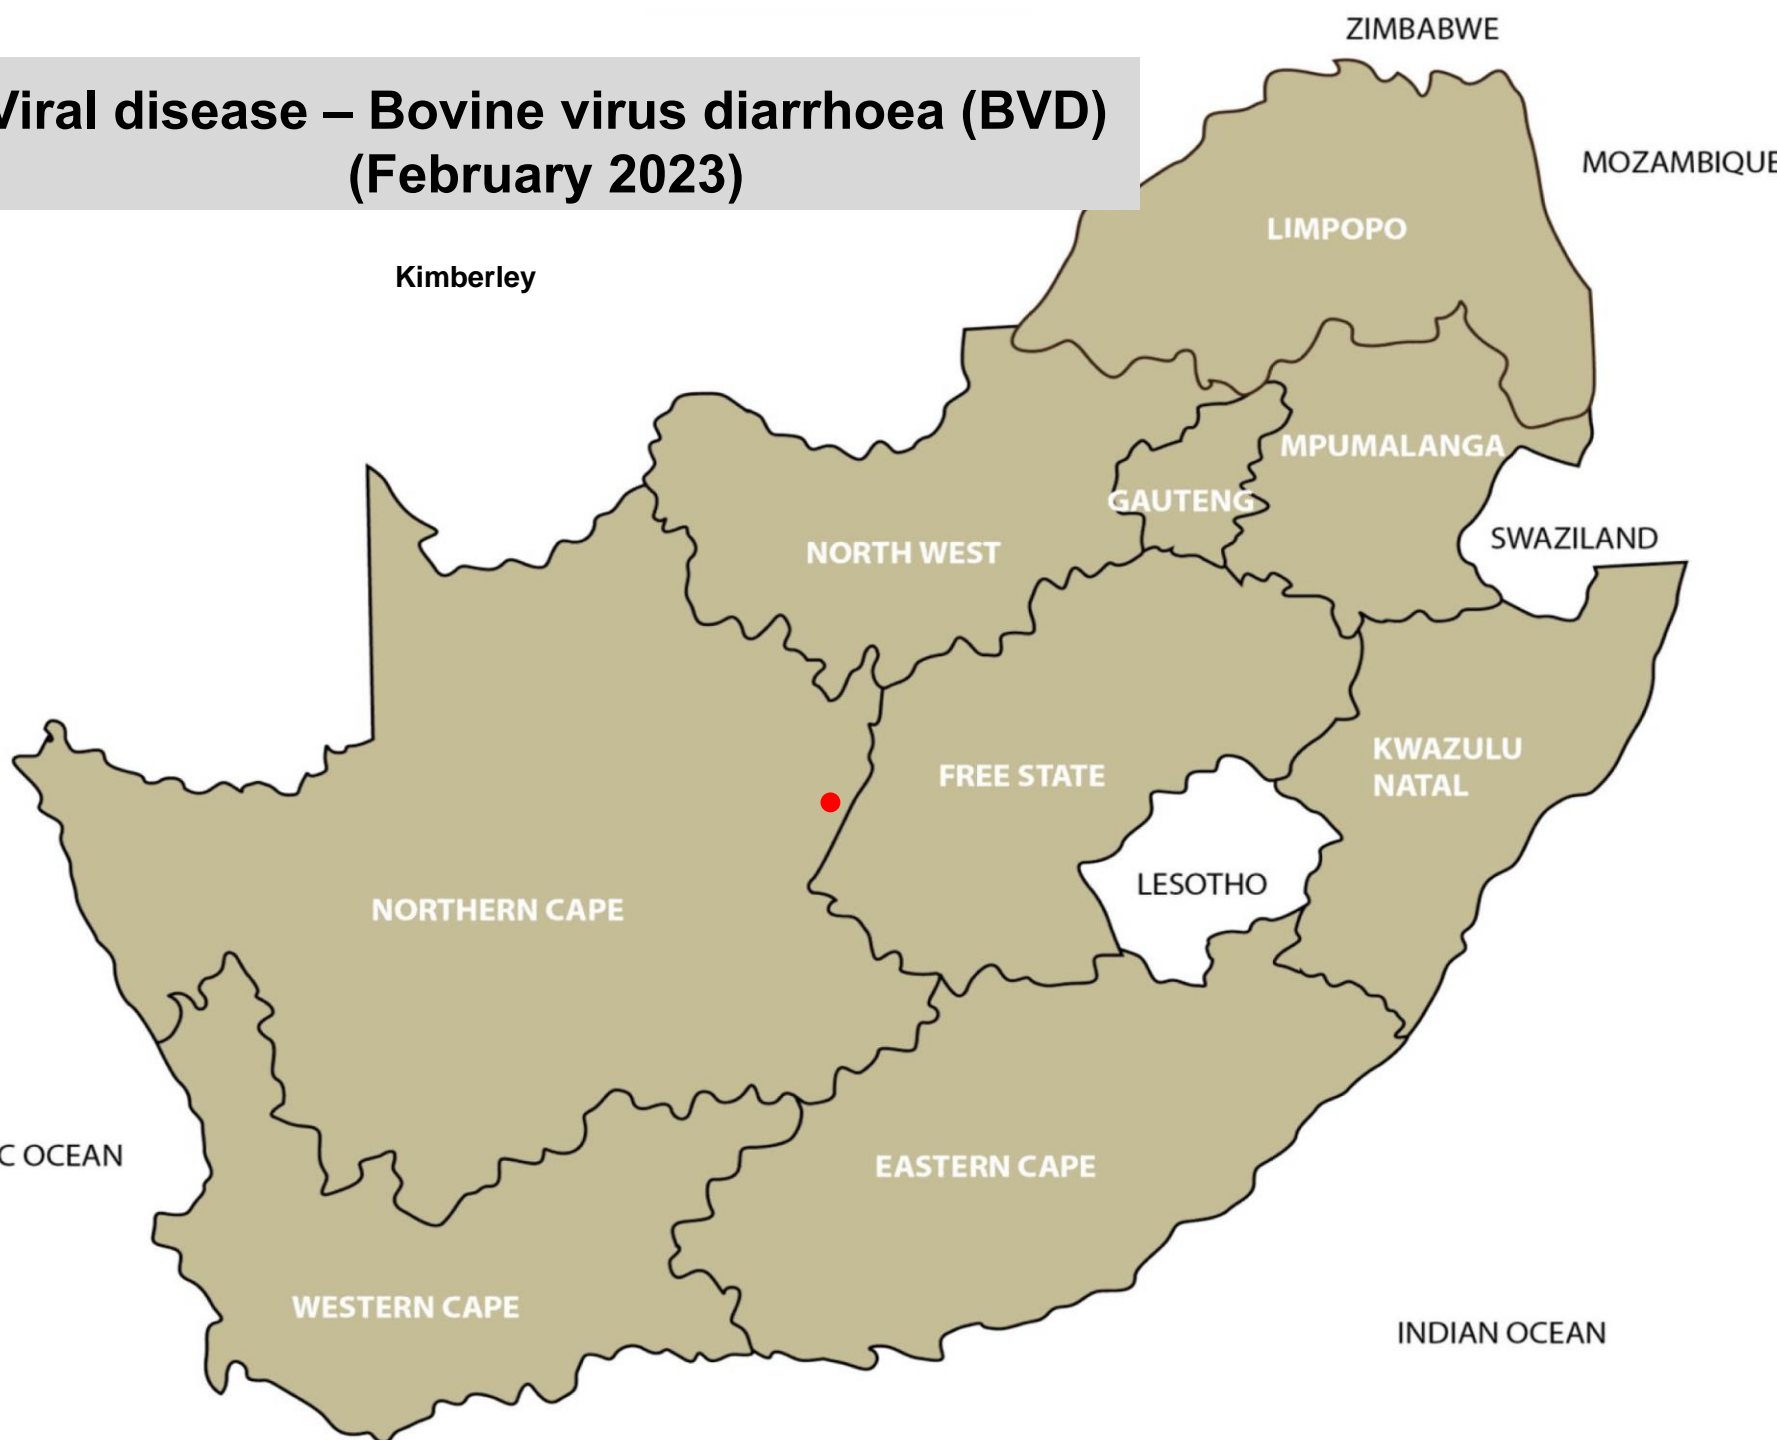 ZIMBABWE
Viral disease – Bovine virus diarrhoea (BVD)
(February 2023)
MOZAMBIQUE
LIMPOPO
Kimberley
MPUMALANGA
GAUTENG
SWAZILAND
NORTH WEST
KWAZULU
NATAL
FREE STATE
LESOTHO
NORTHERN CAPE
C OCEAN
EASTERN CAPE
WESTERN CAPE
INDIAN OCEAN